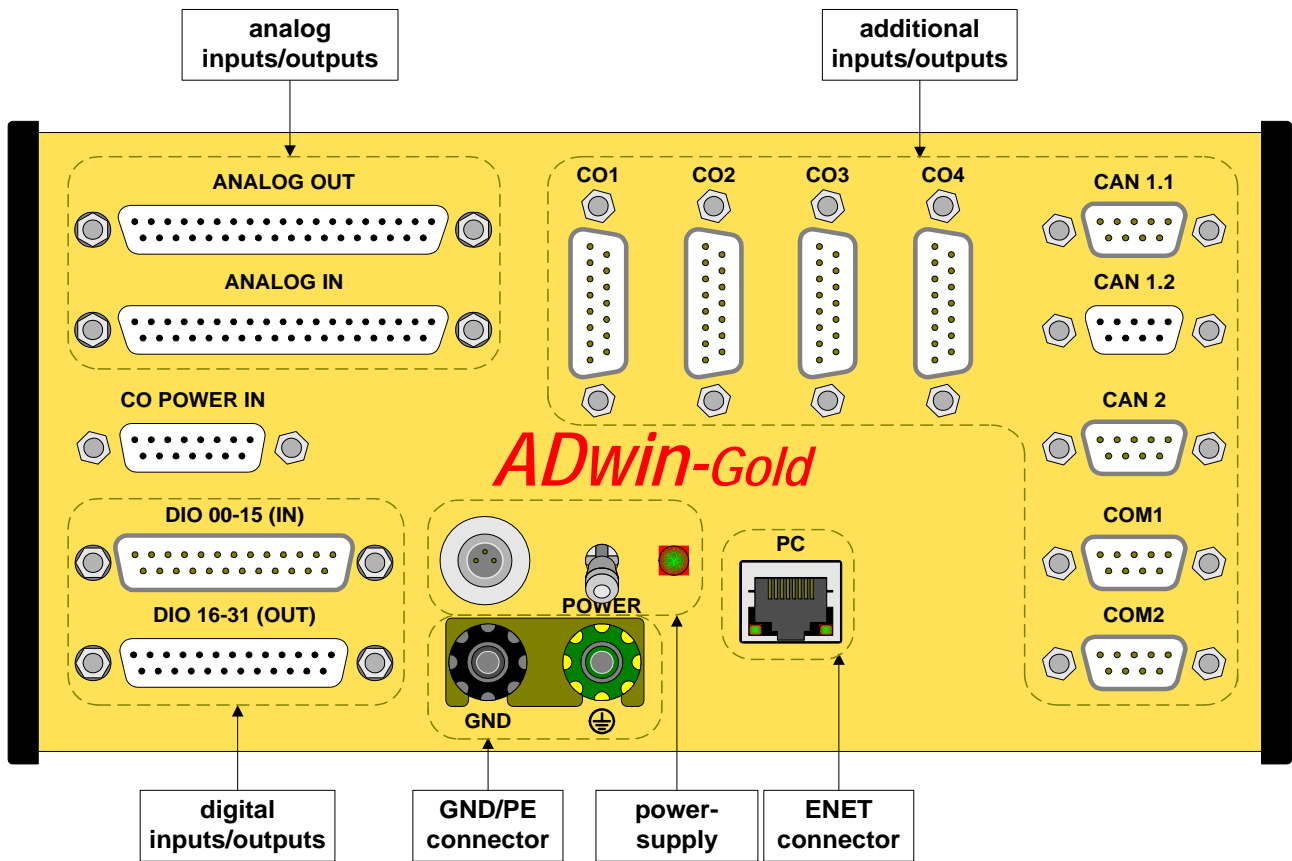 analog
inputs/outputs
additional
inputs/outputs
ANALOG OUT
ANALOG IN
CO POWER IN
DIO 00-15 (IN)
DIO 16-31 (OUT)
CO1
CO2
CO3
CO4
CAN 1.1
CAN 1.2
CAN 2
COM1
COM2
ADwin-Gold
POWER
PC
GND
digital
inputs/outputs
GND/PE
connector
power-
supply
ENET
connector